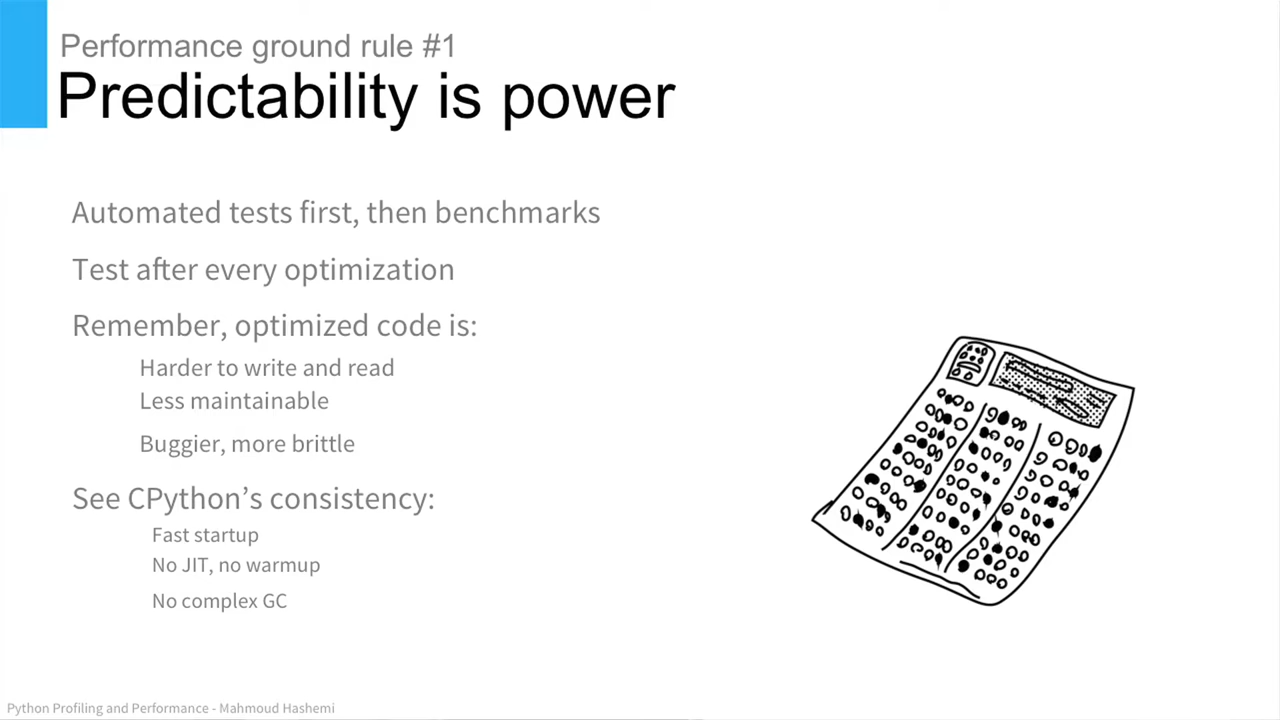 Performance ground rule #1
Predictability is power
Automated tests first, then benchmarks
Test after every optimization
Remember, optimized code is:
Harder to write and read
Less maintainable
Buggier, more brittle
See CPython’s consistency:
Fast startup
No JIT, no warmup
No complex GC
Python Profiling and Performance - Mahmoud Hashemi